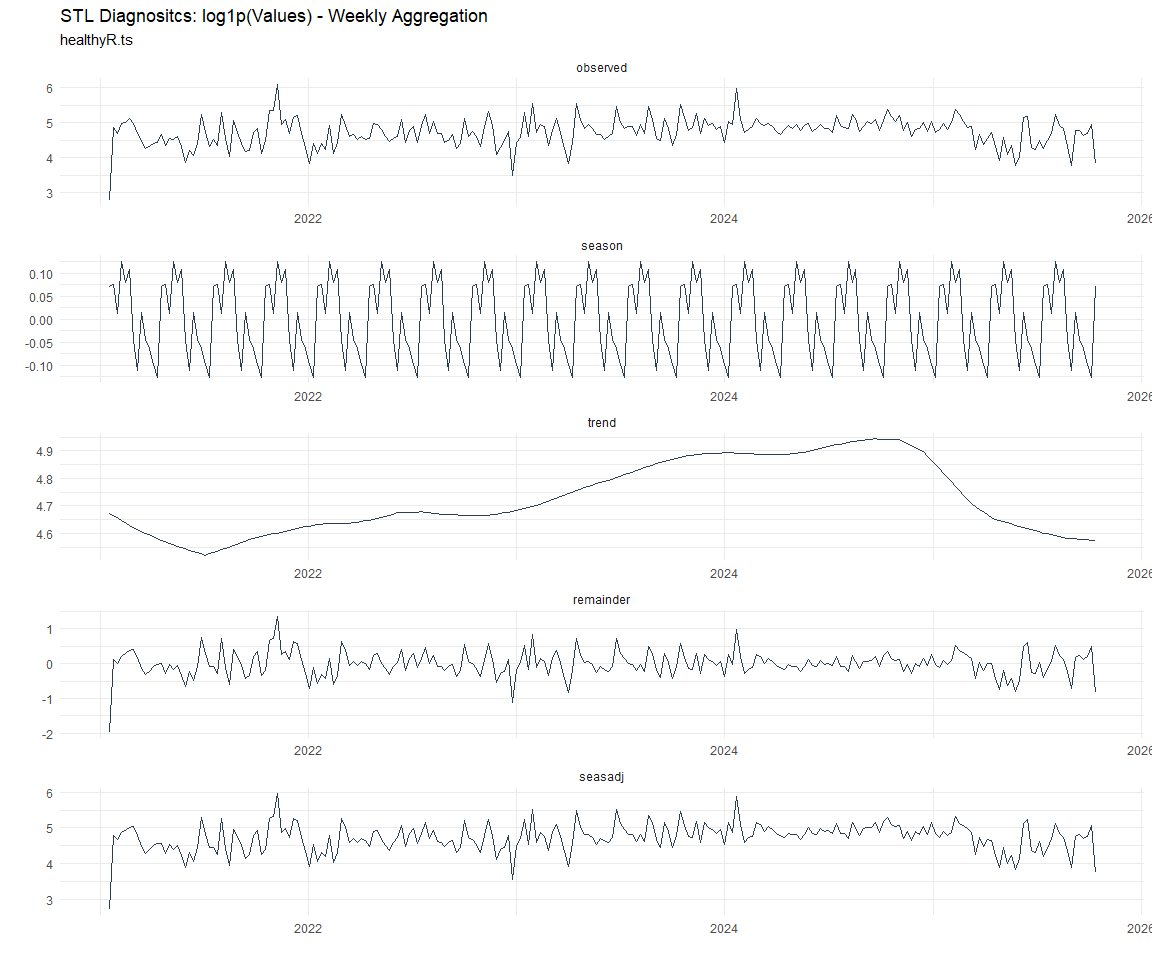 STL Diagnositcs: log1p(Values) - Weekly Aggregation
healthyR.ts
observed
6
5
4
3
2022 2024 2026
season
0.10
0.05
0.00
-0.05
-0.10
2022 2024 2026
trend
4.9
4.8
4.7
4.6
2022 2024 2026
remainder
1
0
-1
-2
2022 2024 2026
seasadj
6
5
4
3
2022 2024 2026